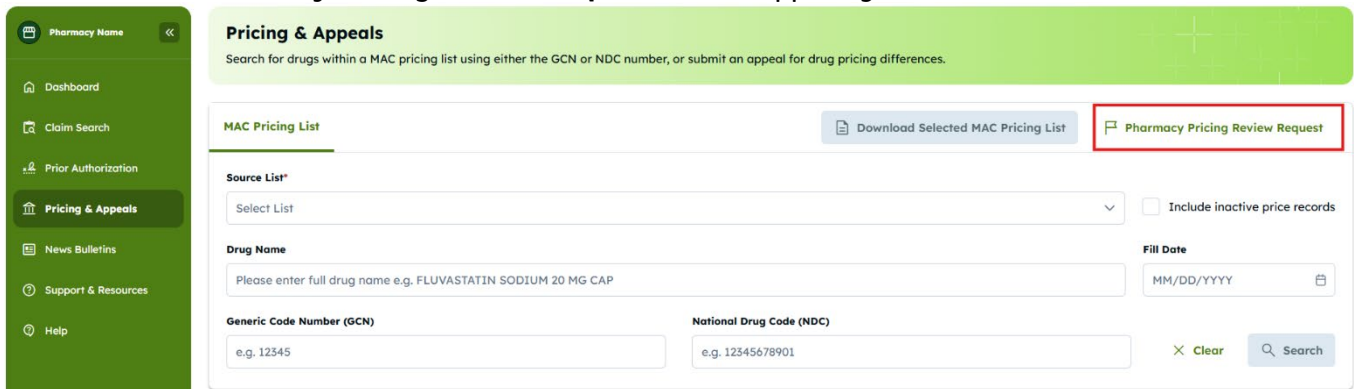 Pharmacy Name
Dashboard
Claim Search
Prior Authorization
Pricing & Appeals
News Bulletins
Support & Resources
Help
Pricing & Appeals
Search for drugs within a MAC pricing list using either the GCN or NDC number, or submit an appeal for drug pricing differences.
MAC Pricing List
Download Selected MAC Pricing List
Pharmacy Pricing Review Request
Source List*
Select List
Include inactive price records
Drug Name
Fill Date
Please enter full drug name e.g. FLUVASTATIN SODIUM 20 MG CAP
MM/DD/YYYY
Generic Code Number (GCN)
National Drug Code (NDC)
e.g. 12345
e.g. 12345678901
Clear
Search